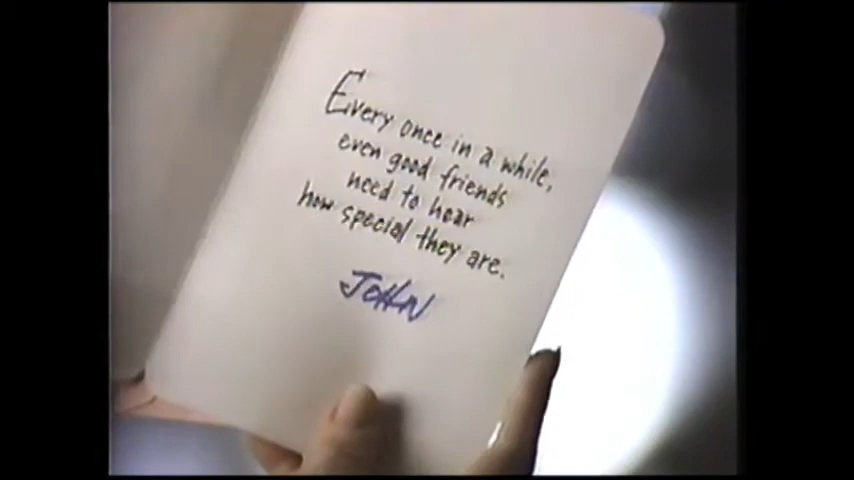 Every once in a while,
even good friends
need to hear
how special they are.
JOHN